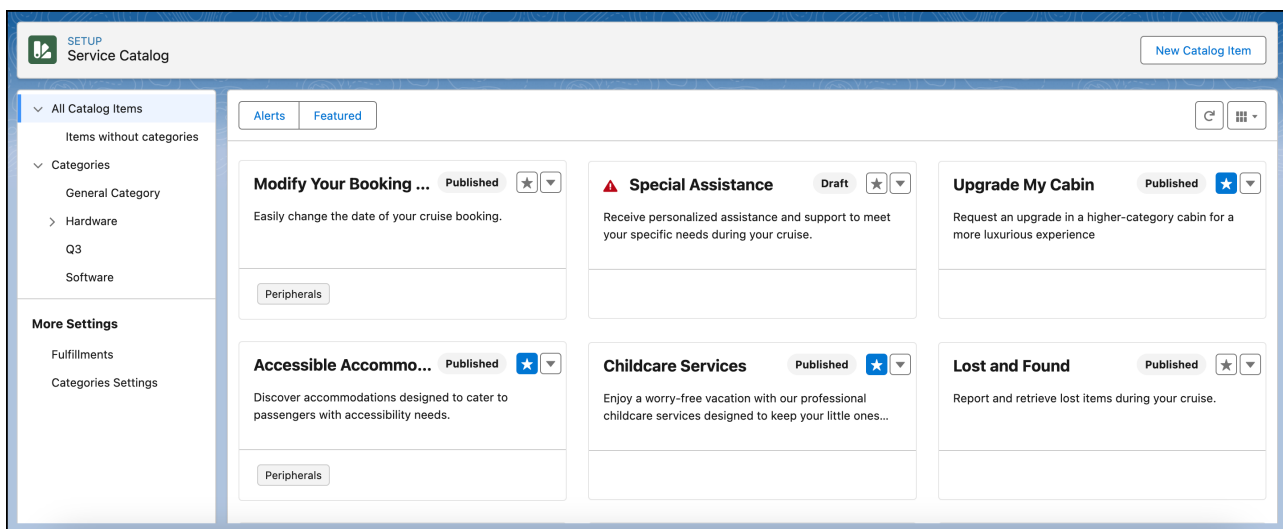 SETUP
Service Catalog
New Catalog Item
All Catalog Items
Items without categories
Categories
General Category
Hardware
Q3
Software
More Settings
Fulfillments
Categories Settings
Alerts
Featured
Modify Your Booking ...
Published
Easily change the date of your cruise booking.
Peripherals
Special Assistance
Draft
Receive personalized assistance and support to meet
your specific needs during your cruise.
Upgrade My Cabin
Published
Request an upgrade in a higher-category cabin for a
more luxurious experience
Accessible Accommo...
Published
Discover accommodations designed to cater to
passengers with accessibility needs.
Peripherals
Childcare Services
Published
Enjoy a worry-free vacation with our professional
childcare services designed to keep your little ones...
Lost and Found
Published
Report and retrieve lost items during your cruise.